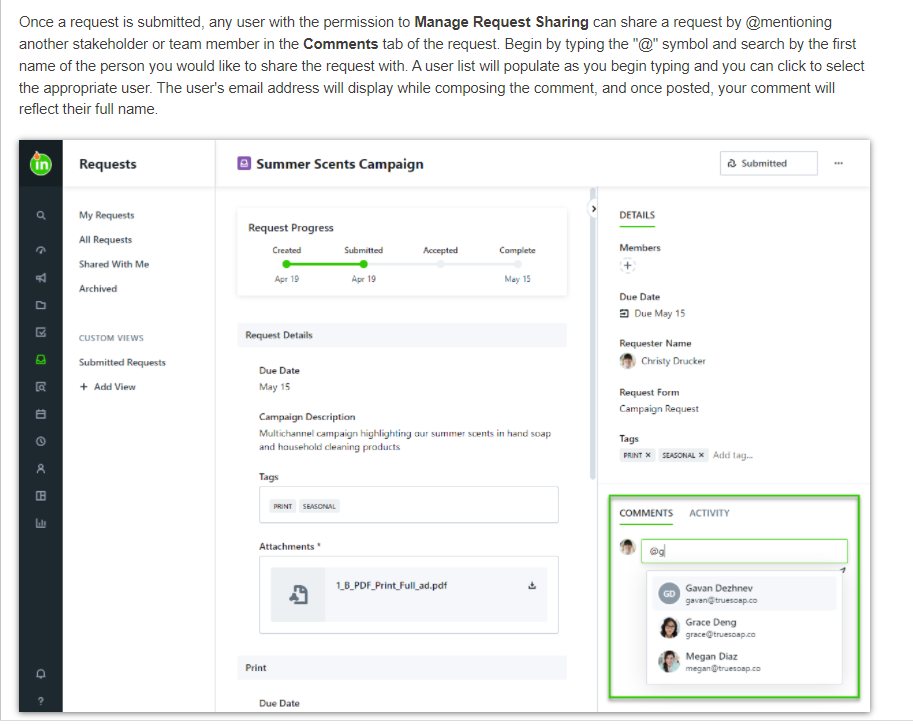 Once a request is submitted, any user with the permission to Manage Request Sharing can share a request by @mentioning
another stakeholder or team member in the Comments tab of the request. Begin by typing the "@" symbol and search by the first
name of the person you would like to share the request with. A user list will populate as you begin typing and you can click to select
the appropriate user. The user's email address will display while composing the comment, and once posted, your comment will
reflect their full name.
in
Requests
My Requests
All Requests
Shared With Me
Archived
CUSTOM VIEWS
Submitted Requests
+ Add View
?
Summer Scents Campaign
Submitted
...
Request Progress
Created Submitted Accepted Complete
Apr 19 Apr 19 May 15
Request Details
Due Date
May 15
Campaign Description
Multichannel campaign highlighting our summer scents in hand soap
and household cleaning products
Tags
PRINT SEASONAL
Attachments *
1_B_PDF_Print_Full_ad.pdf
Print
Due Date
DETAILS
Members
+
Due Date
Due May 15
Requester Name
Christy Drucker
Request Form
Campaign Request
Tags
PRINT × SEASONAL × Add tag...
COMMENTS ACTIVITY
@g
GD
Gavan Dezhnev
gavan@truesoap.co
Grace Deng
grace@truesoap.co
Megan Diaz
megan@truesoap.co